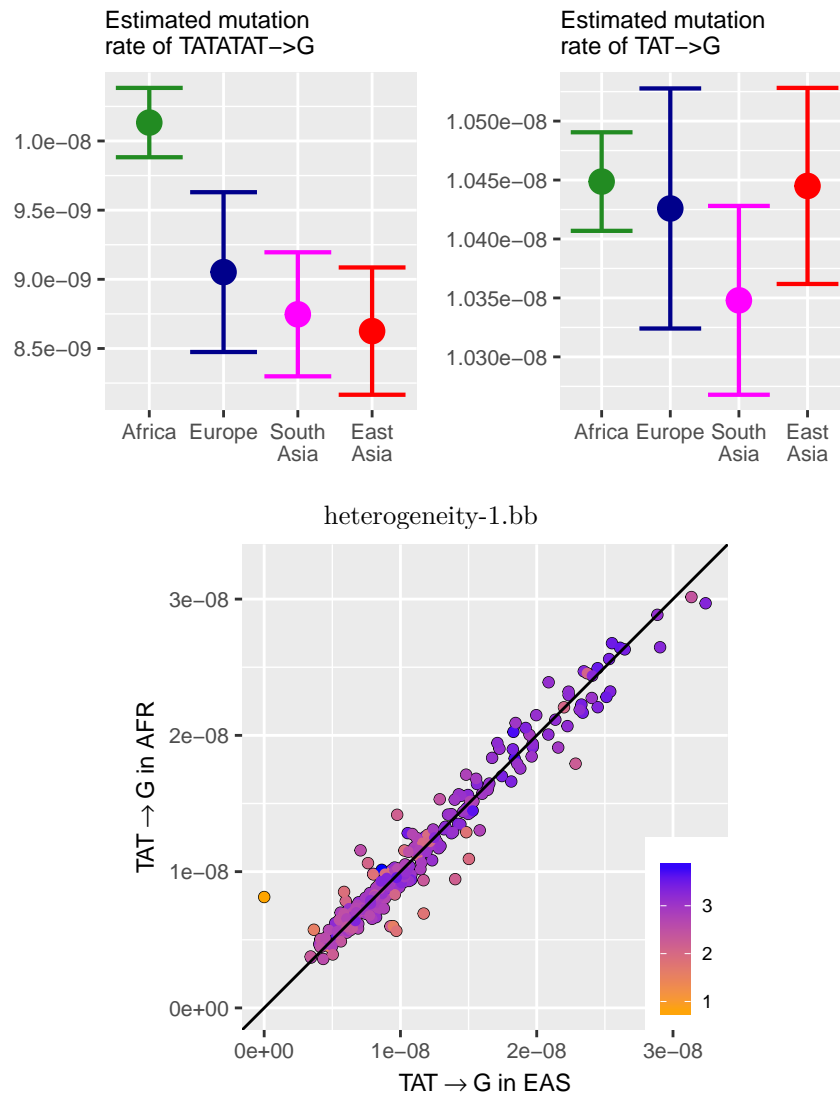 Estimated mutation
rate of TATATAT−>G
1.0e−08
9.5e−09
9.0e−09
8.5e−09
Africa Europe South Asia East Asia
Estimated mutation
rate of TAT−>G
1.050e−08
1.045e−08
1.040e−08
1.035e−08
1.030e−08
Africa Europe South Asia East Asia
heterogeneity-1.bb
TAT → G in AFR
3e−08
2e−08
1e−08
0e+00
3
2
1
0e+00 1e−08 2e−08 3e−08
TAT → G in EAS